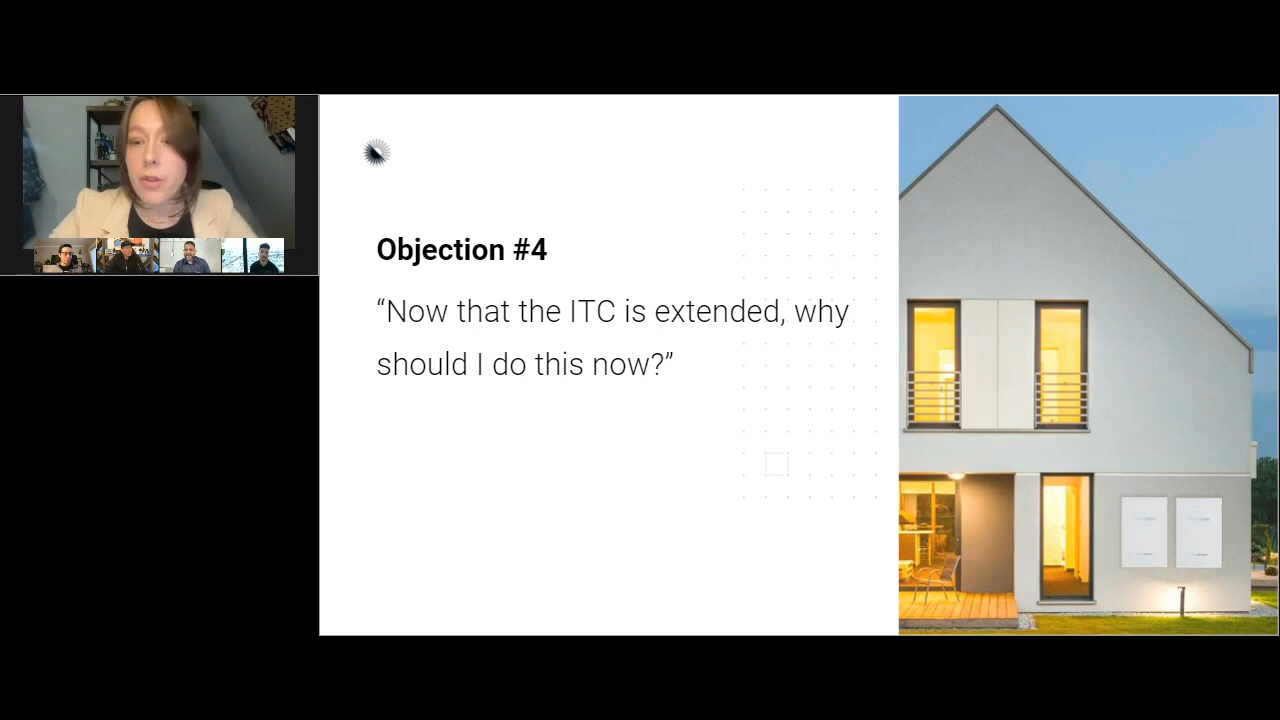 Objection #4
“Now that the ITC is extended, why
should I do this now?”